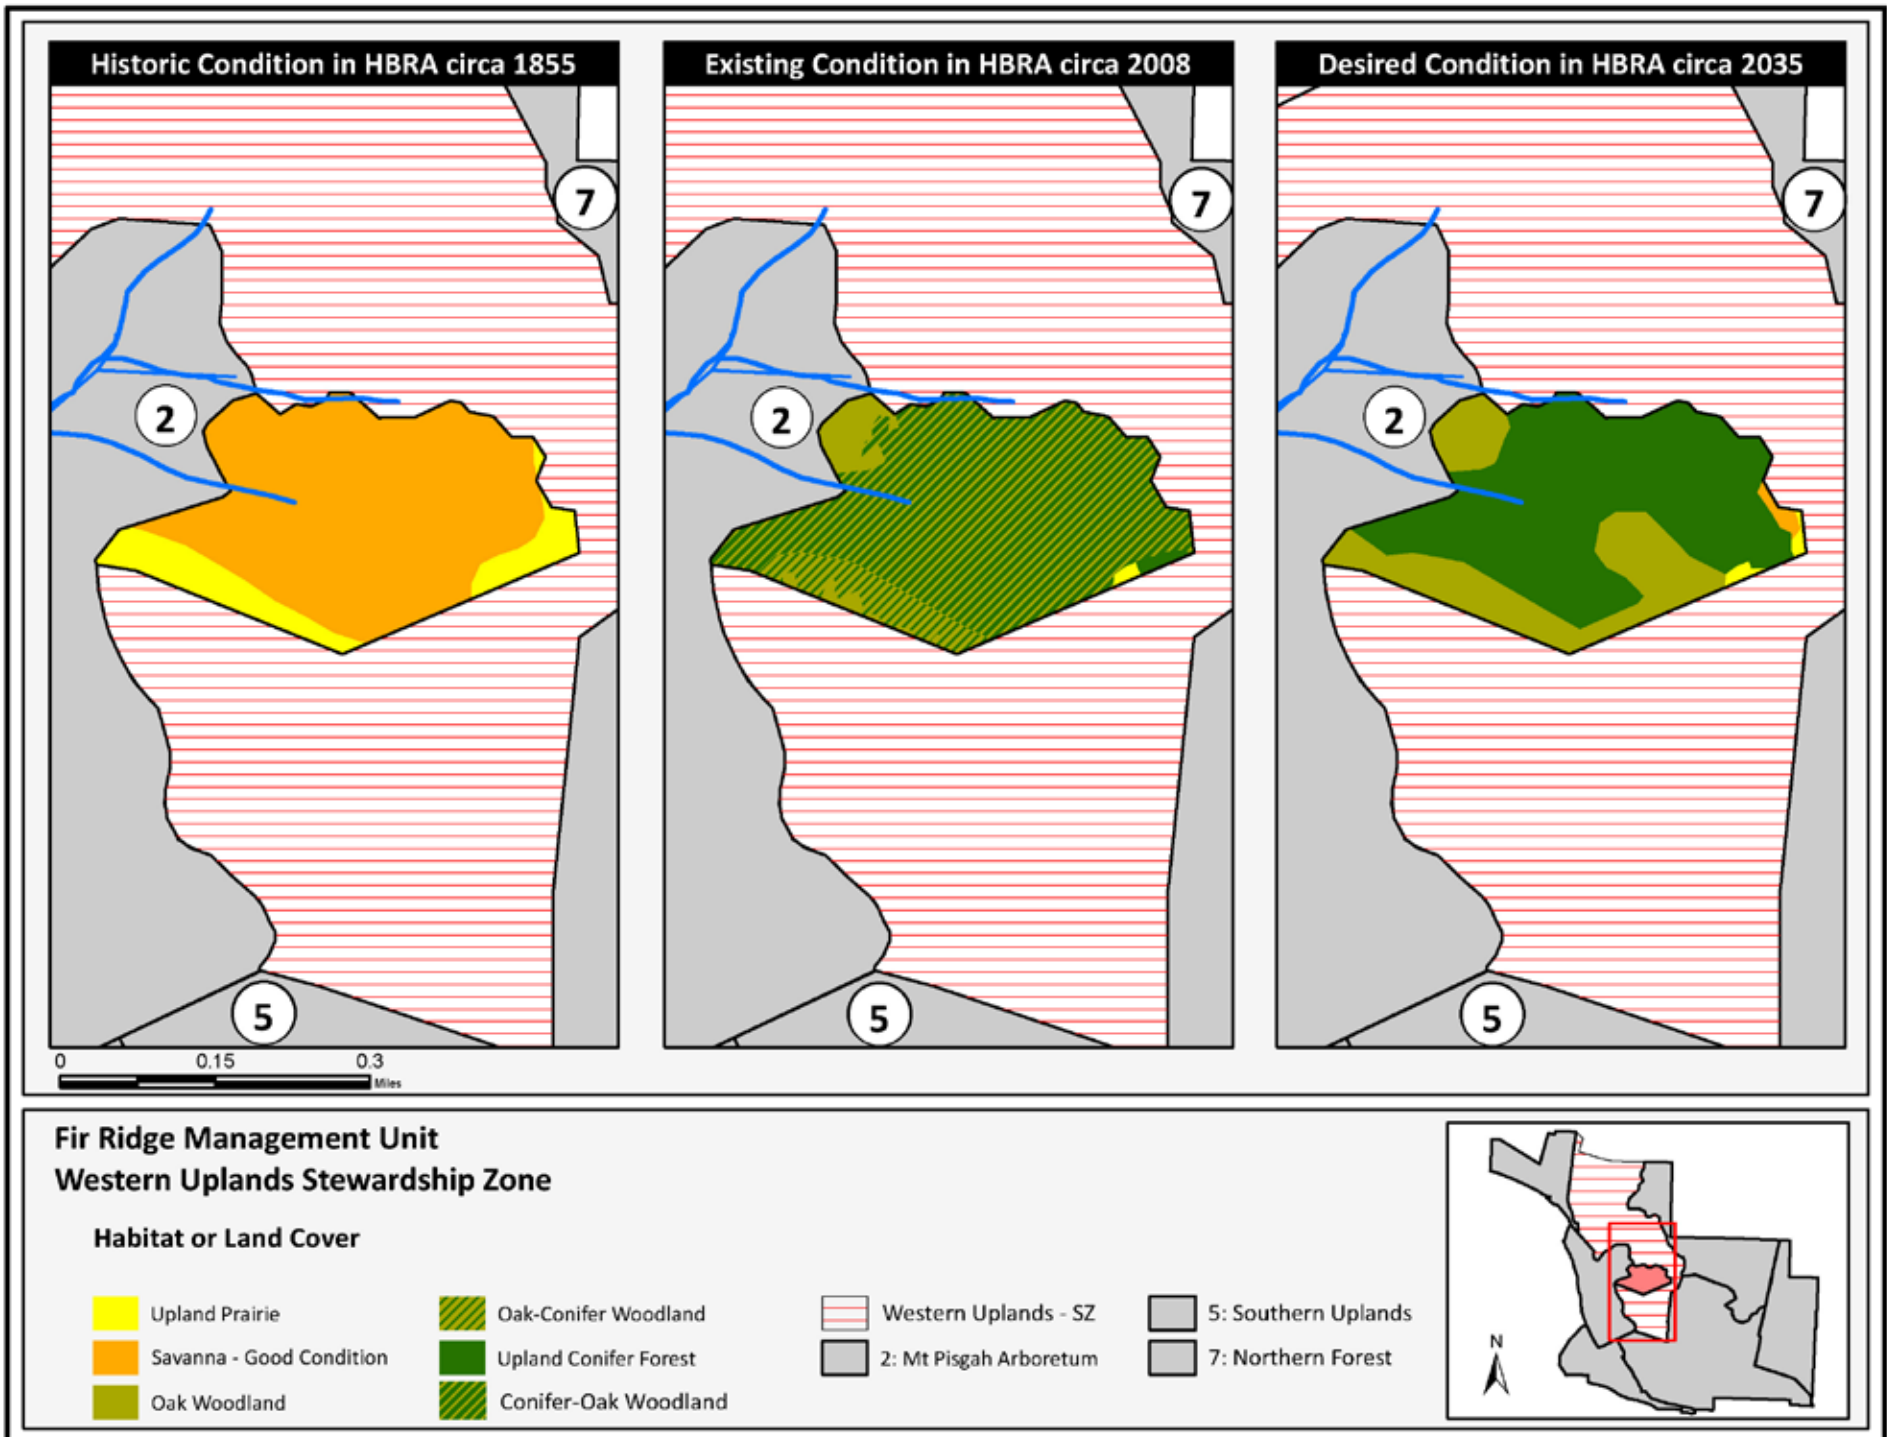 Historic Condition in HBRA circa 1855
Existing Condition in HBRA circa 2008
Desired Condition in HBRA circa 2035
7
7
7
2
2
2
5
5
5
0 0.15 0.3
Miles
Fir Ridge Management Unit
Western Uplands Stewardship Zone
Habitat or Land Cover
Upland Prairie
Savanna - Good Condition
Oak Woodland
Oak-Conifer Woodland
Upland Conifer Forest
Conifer-Oak Woodland
Western Uplands - SZ
2: Mt Pisgah Arboretum
5: Southern Uplands
7: Northern Forest
N